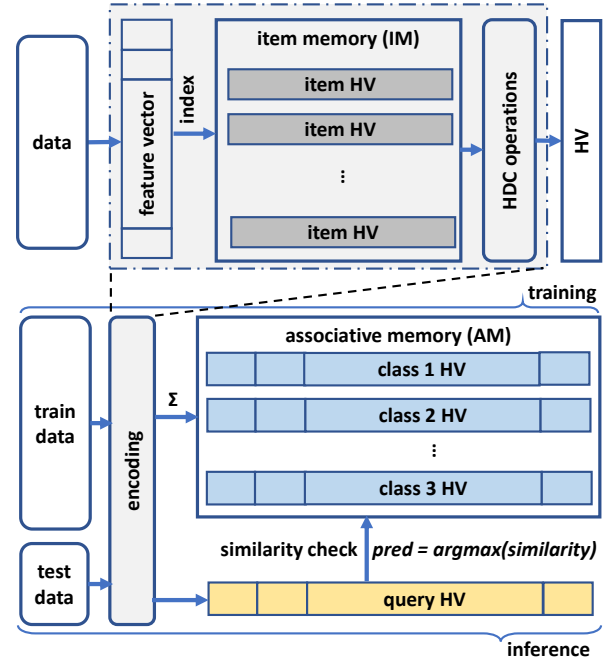 data
feature vector
index
item memory (IM)
item HV
item HV
...
item HV
HDC operations
HV
training
train
data
encoding
Σ
associative memory (AM)
class 1 HV
class 2 HV
...
class 3 HV
similarity check
pred = argmax(similarity)
test
data
query HV
inference